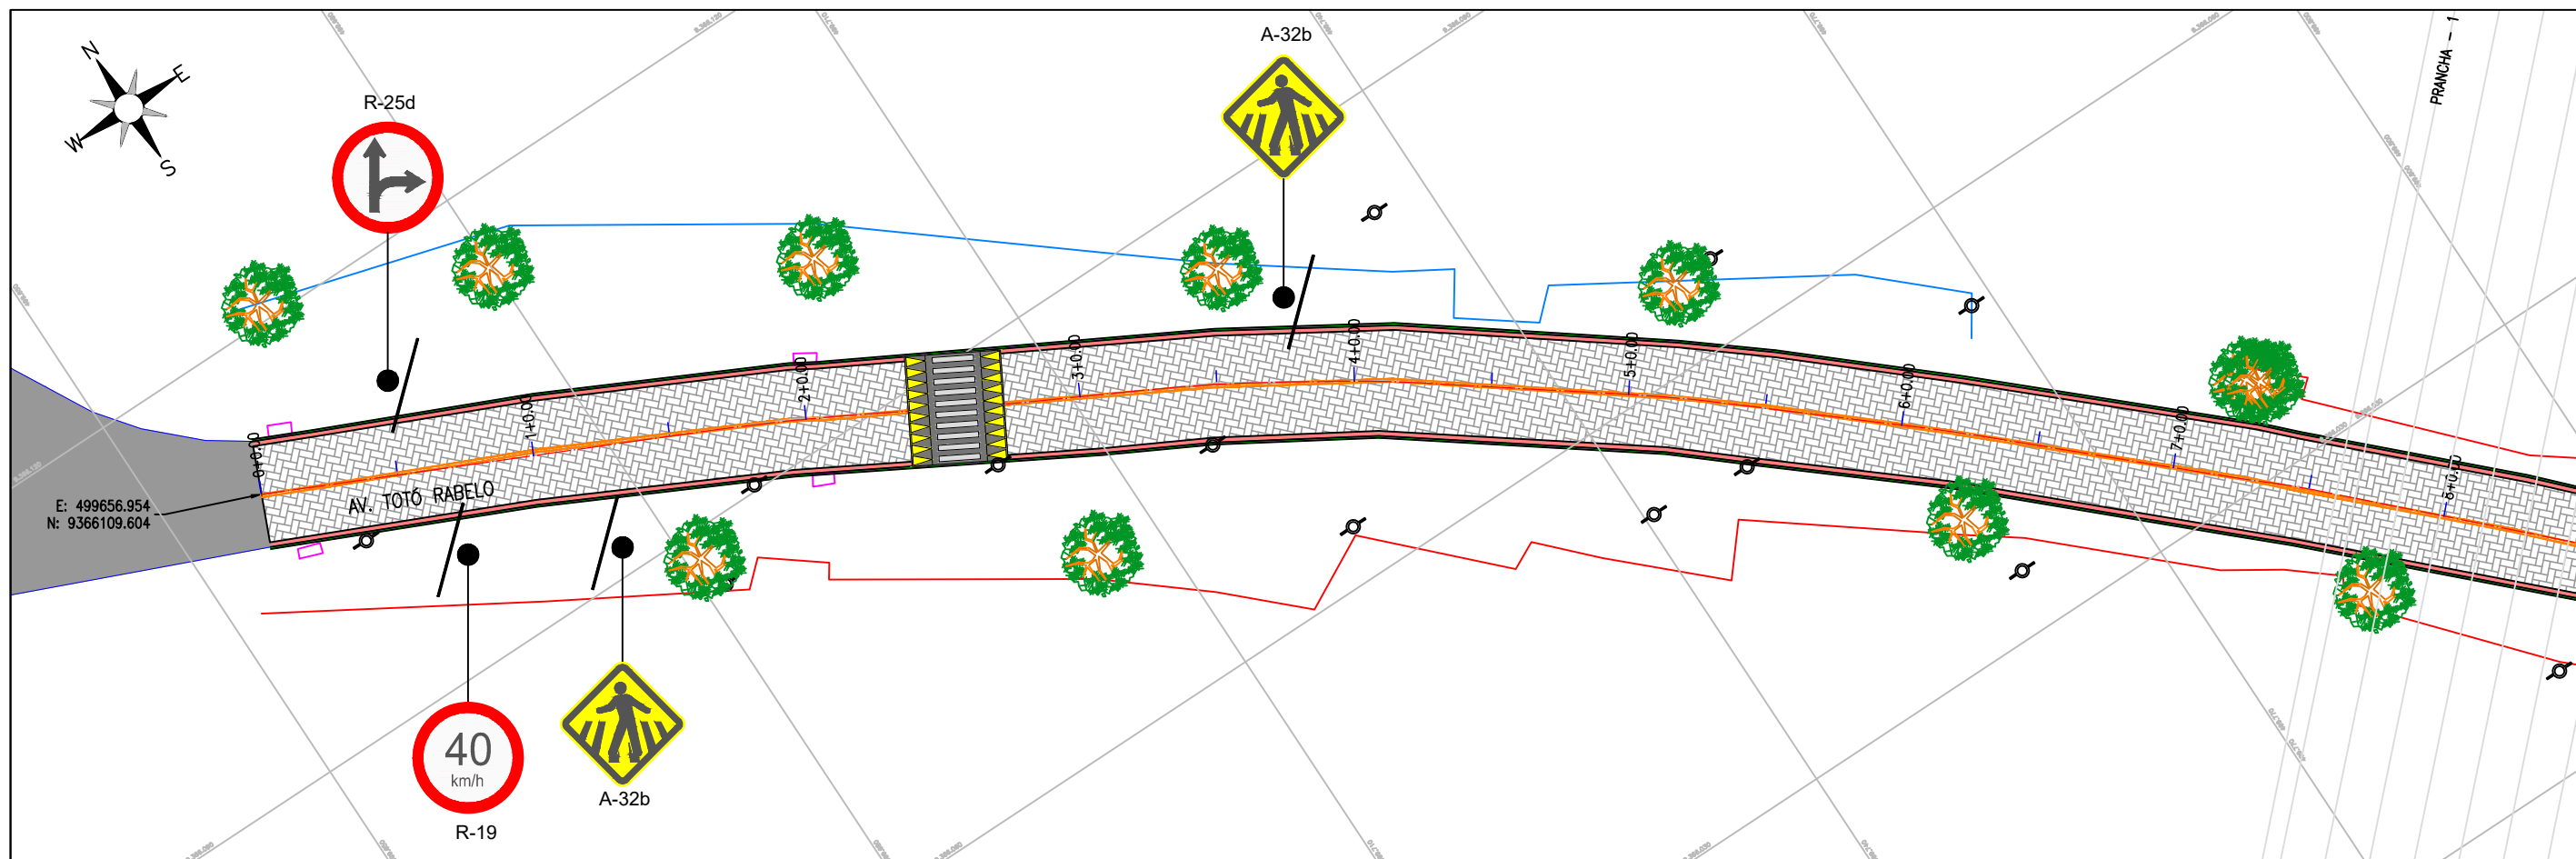 N
E
W
S
R-25d
A-32b
PRANCHA - 1
0+0.00
1+0.00
2+0.00
3+0.00
4+0.00
5+0.00
6+0.00
7+0.00
8+0.00
AV. TOTÓ RABELO
E: 499656.954
N: 9366109.604
40
km/h
R-19
A-32b